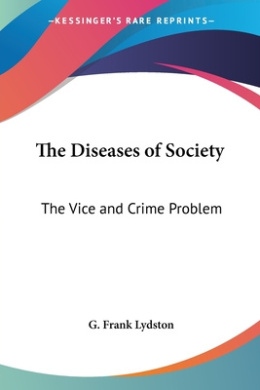 •KESSINGER'S RARE REPRINTS•
The Diseases of Society
The Vice and Crime Problem
G. Frank Lydston